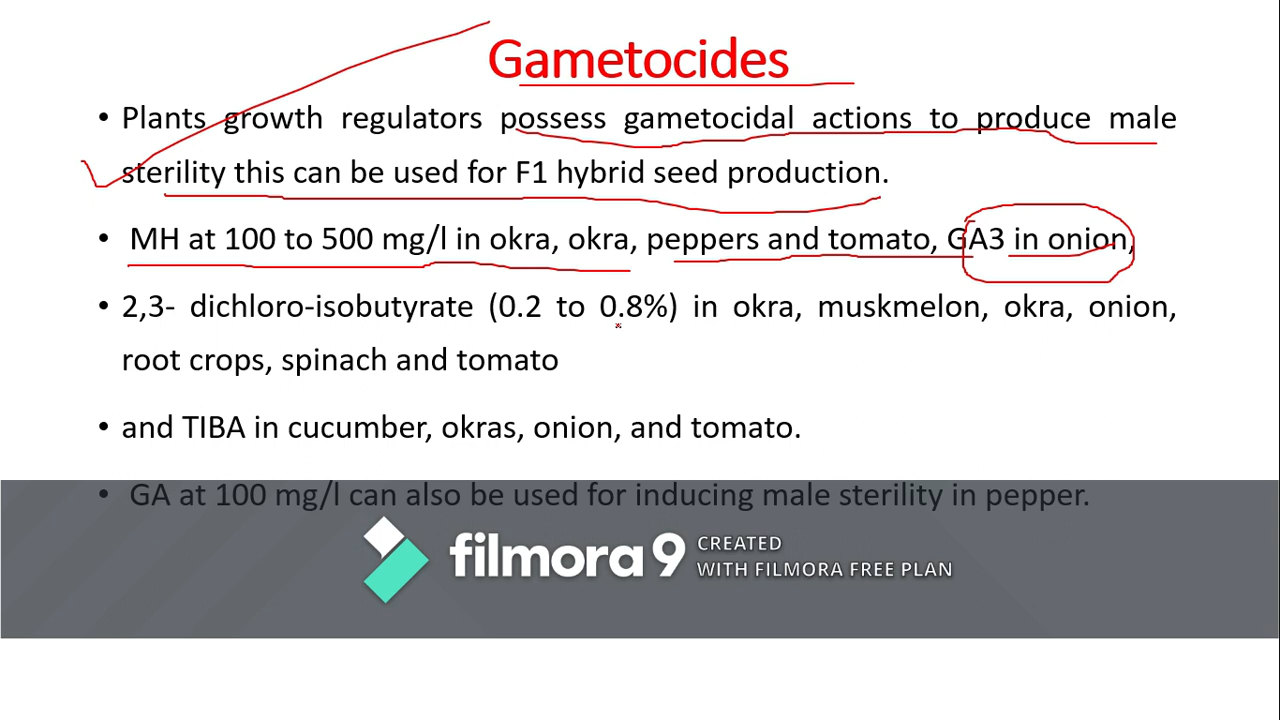 Gametocides
• Plants growth regulators possess gametocidal actions to produce male
sterility this can be used for F1 hybrid seed production.
• MH at 100 to 500 mg/l in okra, okra, peppers and tomato, GA3 in onion,
• 2,3- dichloro-isobutyrate (0.2 to 0.8%) in okra, muskmelon, okra, onion,
root crops, spinach and tomato
• and TIBA in cucumber, okras, onion, and tomato.
• GA at 100 mg/l can also be used for inducing male sterility in pepper.
filmora 9 CREATED
WITH FILMORA FREE PLAN